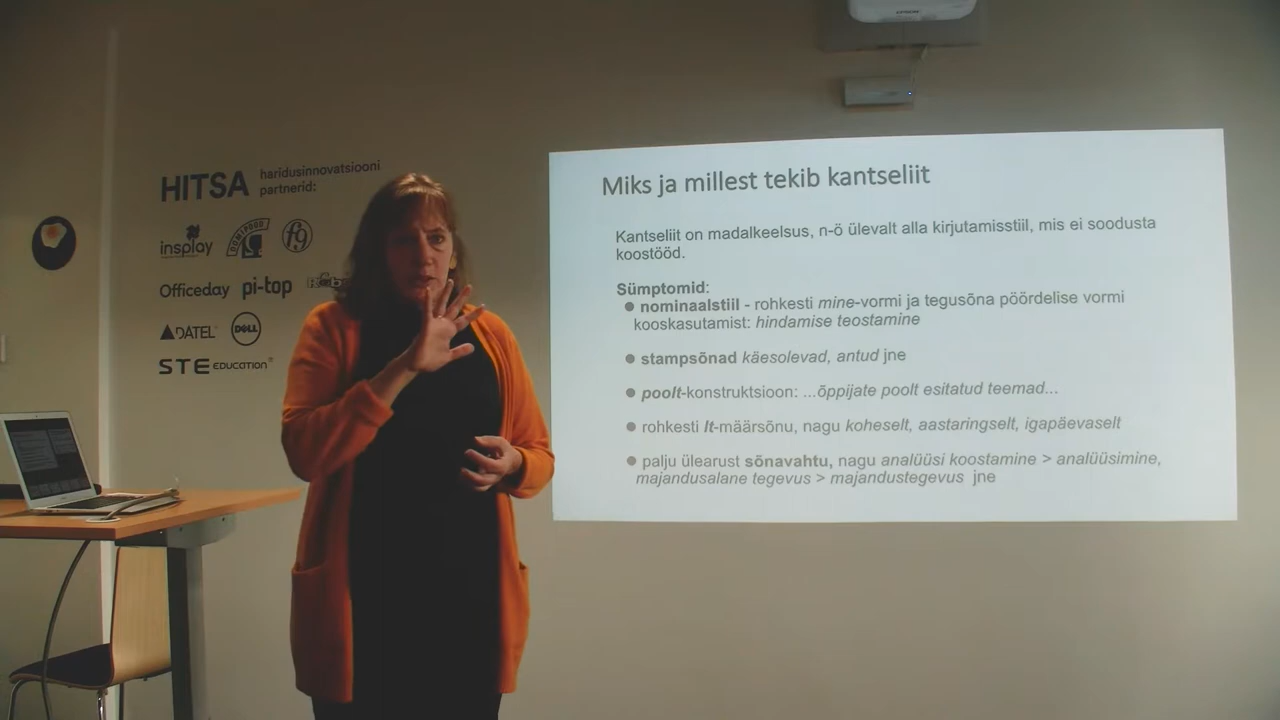 HITSA haridusinnovatsiooni
partnerid:
insplay OOMIPOOD f9
Officeday pi-top
DATEL DELL
STE EDUCATION
EPSON
Miks ja millest tekib kantseliit
Kantseliit on madalkeelsus, n-ö ülevalt alla kirjutamisstiil, mis ei soodusta
koostööd.
Sümptomid:
● nominaalstiil - rohkesti mine-vormi ja tegusõna pöördelise vormi
kooskasutamist: hindamise teostamine
● stampsõnad käesolevad, antud jne
● poolt-konstruktsioon: ...õppijate poolt esitatud teemad...
● rohkesti lt-määrsõnu, nagu koheselt, aastaringselt, igapäevaselt
● palju ülearust sõnavahtu, nagu analüüsi koostamine > analüüsimine,
majandusalane tegevus > majandustegevus jne